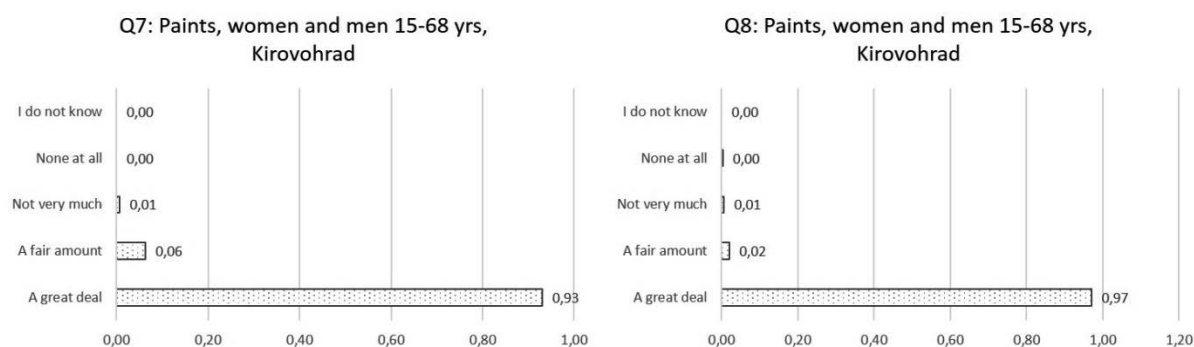 Q7: Paints, women and men 15-68 yrs,
Kirovohrad
I do not know 0,00
None at all 0,00
Not very much 0,01
A fair amount 0,06
A great deal 0,93
0,00 0,20 0,40 0,60 0,80 1,00
Q8: Paints, women and men 15-68 yrs,
Kirovohrad
I do not know 0,00
None at all 0,00
Not very much 0,01
A fair amount 0,02
A great deal 0,97
0,00 0,20 0,40 0,60 0,80 1,00 1,20